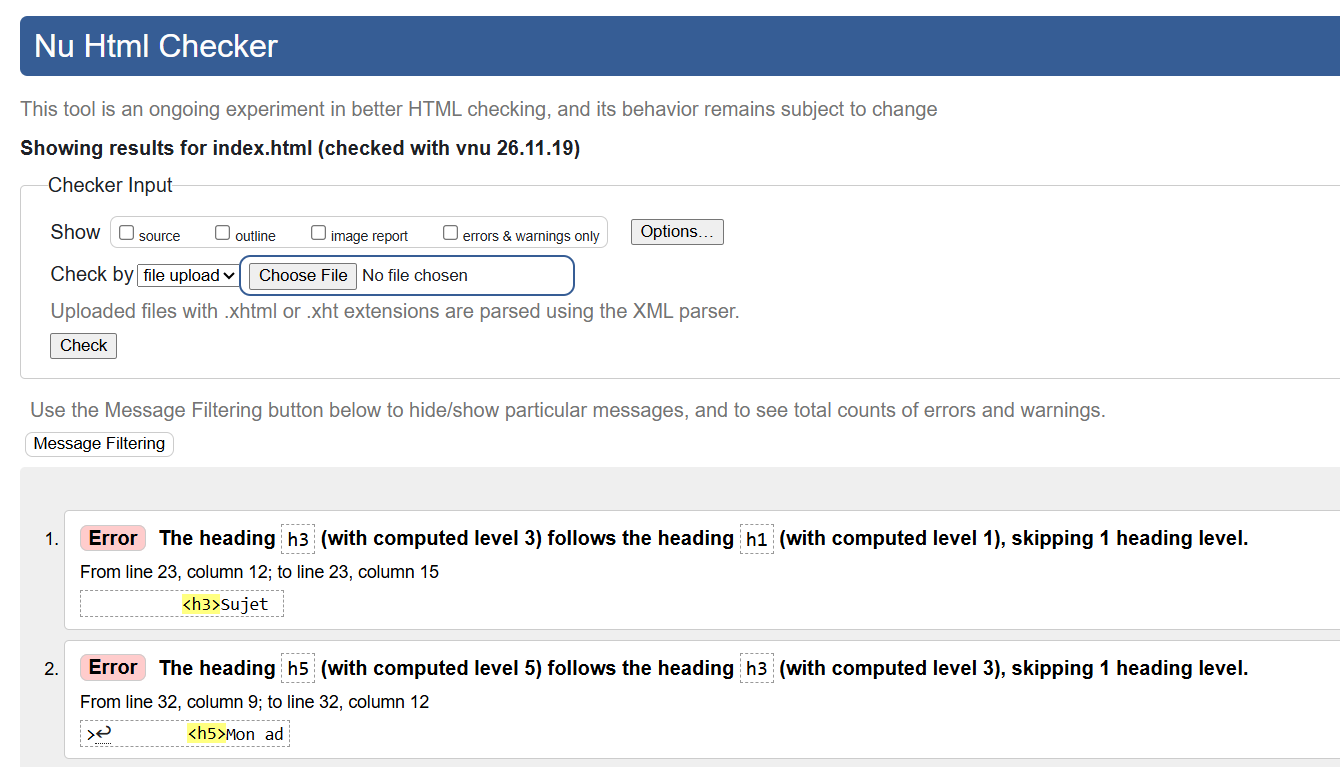 Nu Html Checker
This tool is an ongoing experiment in better HTML checking, and its behavior remains subject to change
Showing results for index.html (checked with vnu 26.11.19)
Checker Input
Show source outline image report errors & warnings only Options…
Check by file upload Choose File No file chosen
Uploaded files with .xhtml or .xht extensions are parsed using the XML parser.
Check
Use the Message Filtering button below to hide/show particular messages, and to see total counts of errors and warnings.
Message Filtering
1. Error The heading h3 (with computed level 3) follows the heading h1 (with computed level 1), skipping 1 heading level.
From line 23, column 12; to line 23, column 15
<h3>Sujet
2. Error The heading h5 (with computed level 5) follows the heading h3 (with computed level 3), skipping 1 heading level.
From line 32, column 9; to line 32, column 12
>↩ <h5>Mon ad